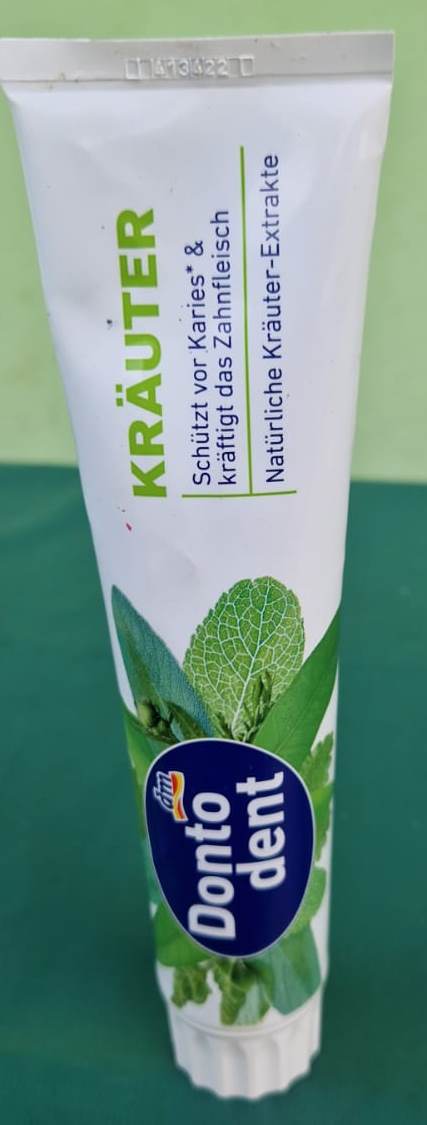 KRÄUTER
Schützt vor Karies* &
kräftigt das Zahnfleisch
Natürliche Kräuter-Extrakte
dm
Donto
dent